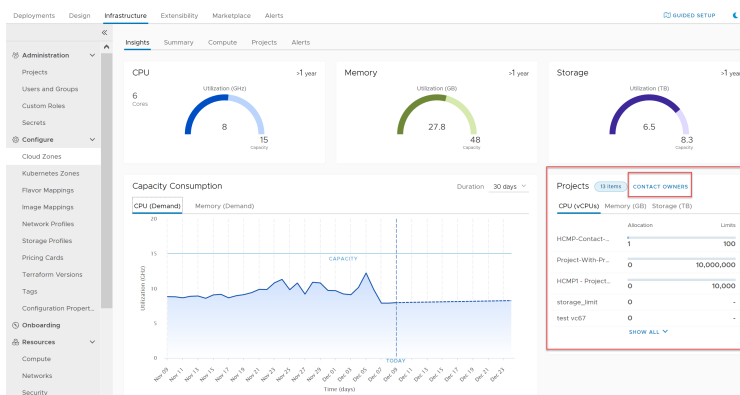 Deployments Design Infrastructure Extensibility Marketplace Alerts GUIDED SETUP
Insights Summary Compute Projects Alerts
Administration
Projects
Users and Groups
Custom Roles
Secrets
Configure
Cloud Zones
Kubernetes Zones
Flavor Mappings
Image Mappings
Network Profiles
Storage Profiles
Pricing Cards
Terraform Versions
Tags
Configuration Propert...
Onboarding
Resources
Compute
Networks
Security
CPU >1 year
6
Cores
Utilization (GHz)
8
15
Capacity
Memory >1 year
Utilization (GB)
27.8
48
Capacity
Storage >1 year
Utilization (TB)
6.5
8.3
Capacity
Capacity Consumption Duration 30 days
CPU (Demand) Memory (Demand)
Utilization (GHz)
20
15
10
5
0
CAPACITY
TODAY
Nov 09 Nov 11 Nov 13 Nov 15 Nov 17 Nov 19 Nov 21 Nov 23 Nov 25 Nov 27 Nov 29 Dec 01 Dec 03 Dec 05 Dec 07 Dec 09 Dec 11 Dec 13 Dec 15 Dec 17 Dec 19 Dec 21 Dec 23
Time (days)
Projects 13 items CONTACT OWNERS
CPU (vCPUs) Memory (GB) Storage (TB)
Allocation Limits
HCMP-Contact-... 1 100
Project-With-Pr... 0 10,000,000
HCMP1 - Project... 0 10,000
storage_limit 0 -
test vc67 0 -
SHOW ALL